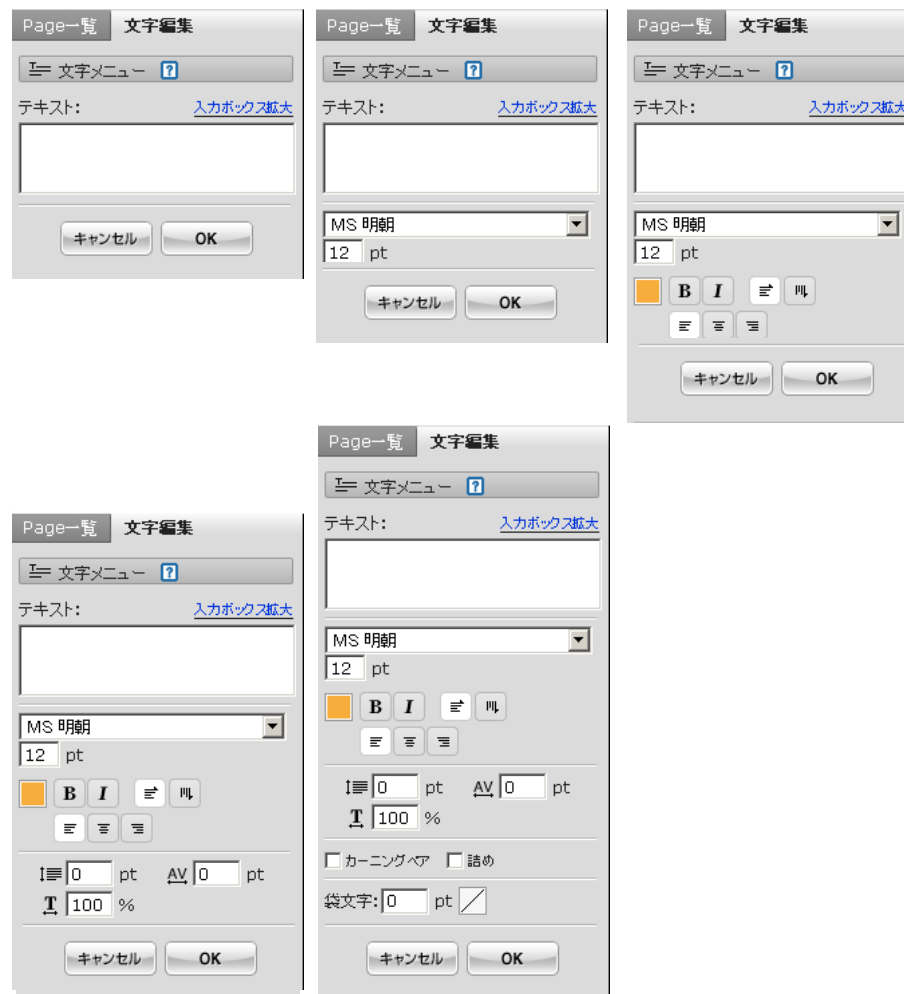 Page一覧 文字編集
文字メニュー ?
テキスト: 入力ボックス拡大
キャンセル OK
Page一覧 文字編集
文字メニュー ?
テキスト: 入力ボックス拡大
MS 明朝
12 pt
キャンセル OK
Page一覧 文字編集
文字メニュー ?
テキスト: 入力ボックス拡大
MS 明朝
12 pt
B I
キャンセル OK
Page一覧 文字編集
文字メニュー ?
テキスト: 入力ボックス拡大
MS 明朝
12 pt
B I
0 pt AV 0 pt
T 100 %
キャンセル OK
Page一覧 文字編集
文字メニュー ?
テキスト: 入力ボックス拡大
MS 明朝
12 pt
B I
0 pt AV 0 pt
T 100 %
カーニングペア 詰め
袋文字: 0 pt
キャンセル OK